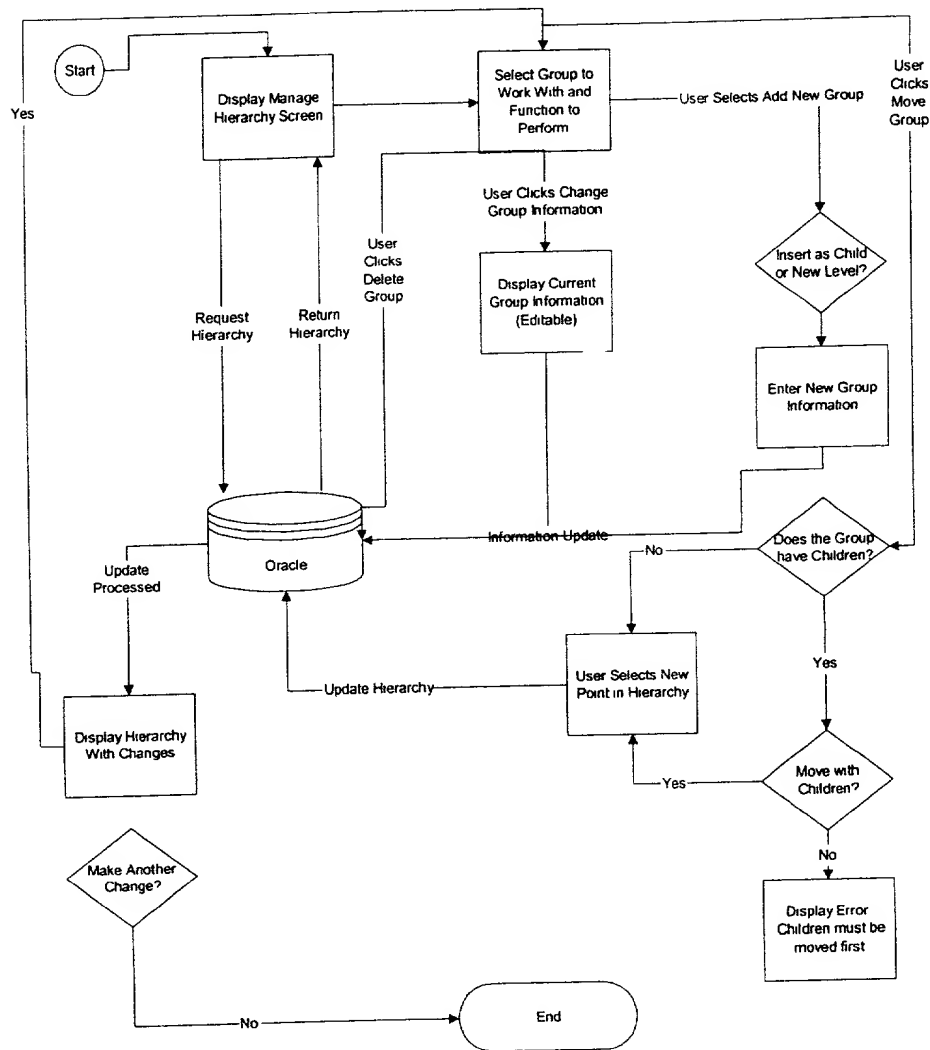 Start
Yes
Display Manage
Hierarchy Screen
Select Group to
Work With and
Function to
Perform
User Selects Add New Group
User
Clicks
Move
Group
User Clicks Change
Group Information
User
Clicks
Delete
Group
Insert as Child
or New Level?
Display Current
Group Information
(Editable)
Request
Hierarchy
Return
Hierarchy
Enter New Group
Information
Oracle
Information Update
Does the Group
have Children?
No
Update
Processed
Yes
User Selects New
Point in Hierarchy
Update Hierarchy
Display Hierarchy
With Changes
Move with
Children?
Yes
No
Make Another
Change?
Display Error
Children must be
moved first
No
End